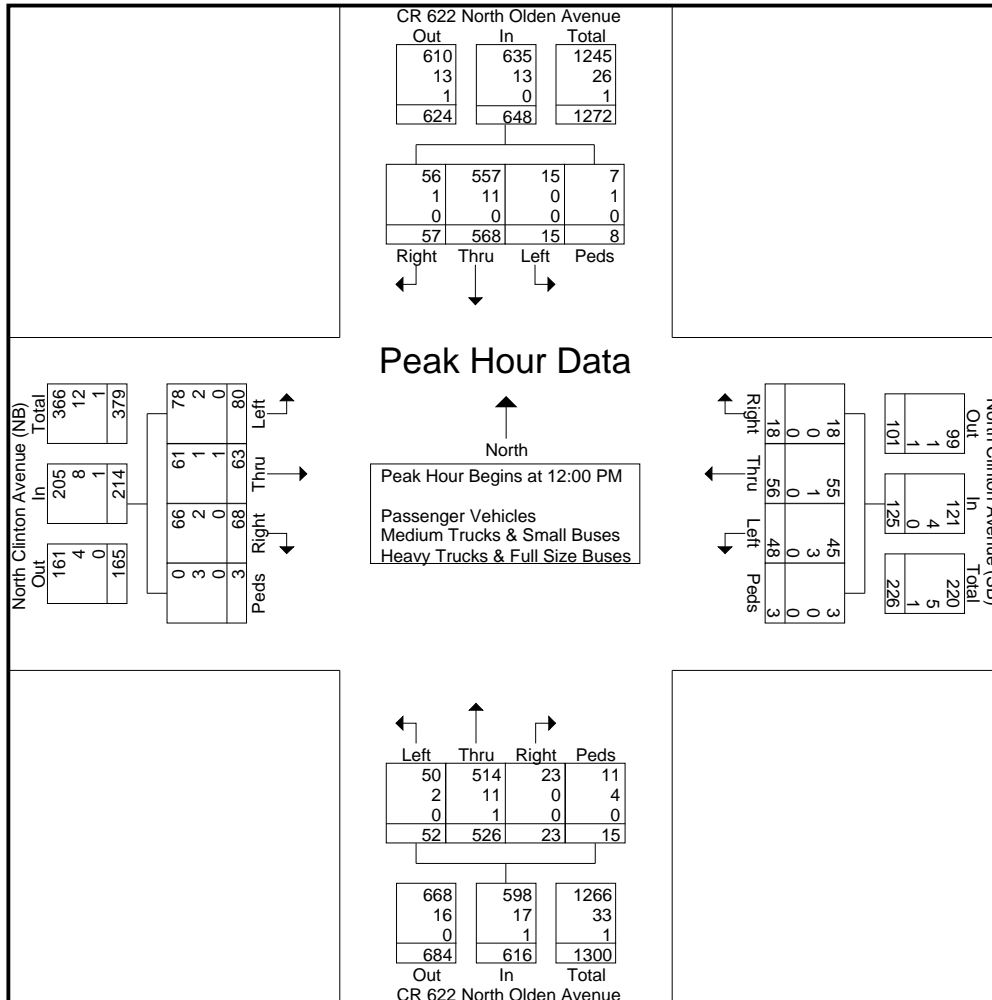 CR 622 North Olden Avenue
Out In Total
610 635 1245
13 13 26
1 0 1
624 648 1272
56 557 15 7
1 11 0 1
0 0 0 0
57 568 15 8
Right Thru Left Peds
Peak Hour Data
North
Peak Hour Begins at 12:00 PM
Passenger Vehicles
Medium Trucks & Small Buses
Heavy Trucks & Full Size Buses
North Clinton Avenue (NB)
Out In Total
161 205 366
4 8 12
0 1 1
165 214 379
0 66 61 78
3 2 1 2
0 0 1 0
3 68 63 80
Peds Right Thru Left
North Clinton Avenue (SB)
Out In Total
99 121 220
1 4 5
1 0 1
101 125 226
18 55 45 3
0 1 3 0
0 0 0 0
18 56 48 3
Right Thru Left Peds
Left Thru Right Peds
50 514 23 11
2 11 0 4
0 1 0 0
52 526 23 15
668 598 1266
16 17 33
0 1 1
684 616 1300
Out In Total
CR 622 North Olden Avenue